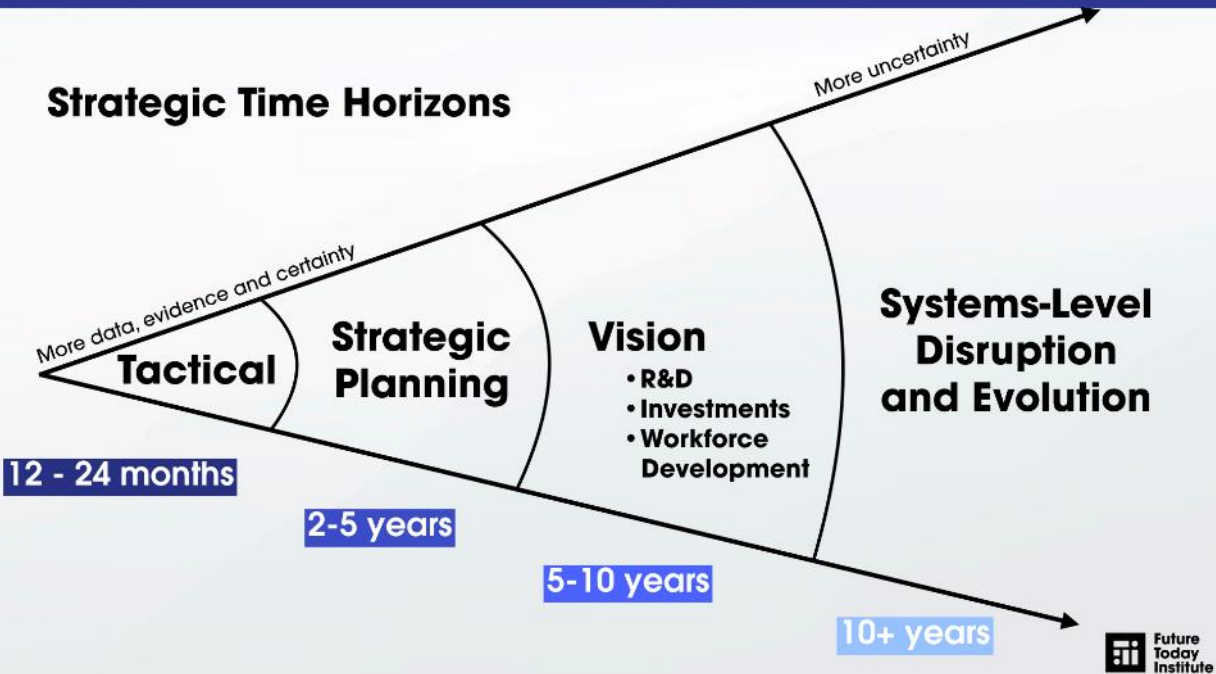 Strategic Time Horizons
More uncertainty
More data, evidence and certainty
Tactical
Strategic
Planning
Vision
• R&D
• Investments
• Workforce
Development
Systems-Level
Disruption
and Evolution
12 - 24 months
2-5 years
5-10 years
10+ years
Future
Today
Institute